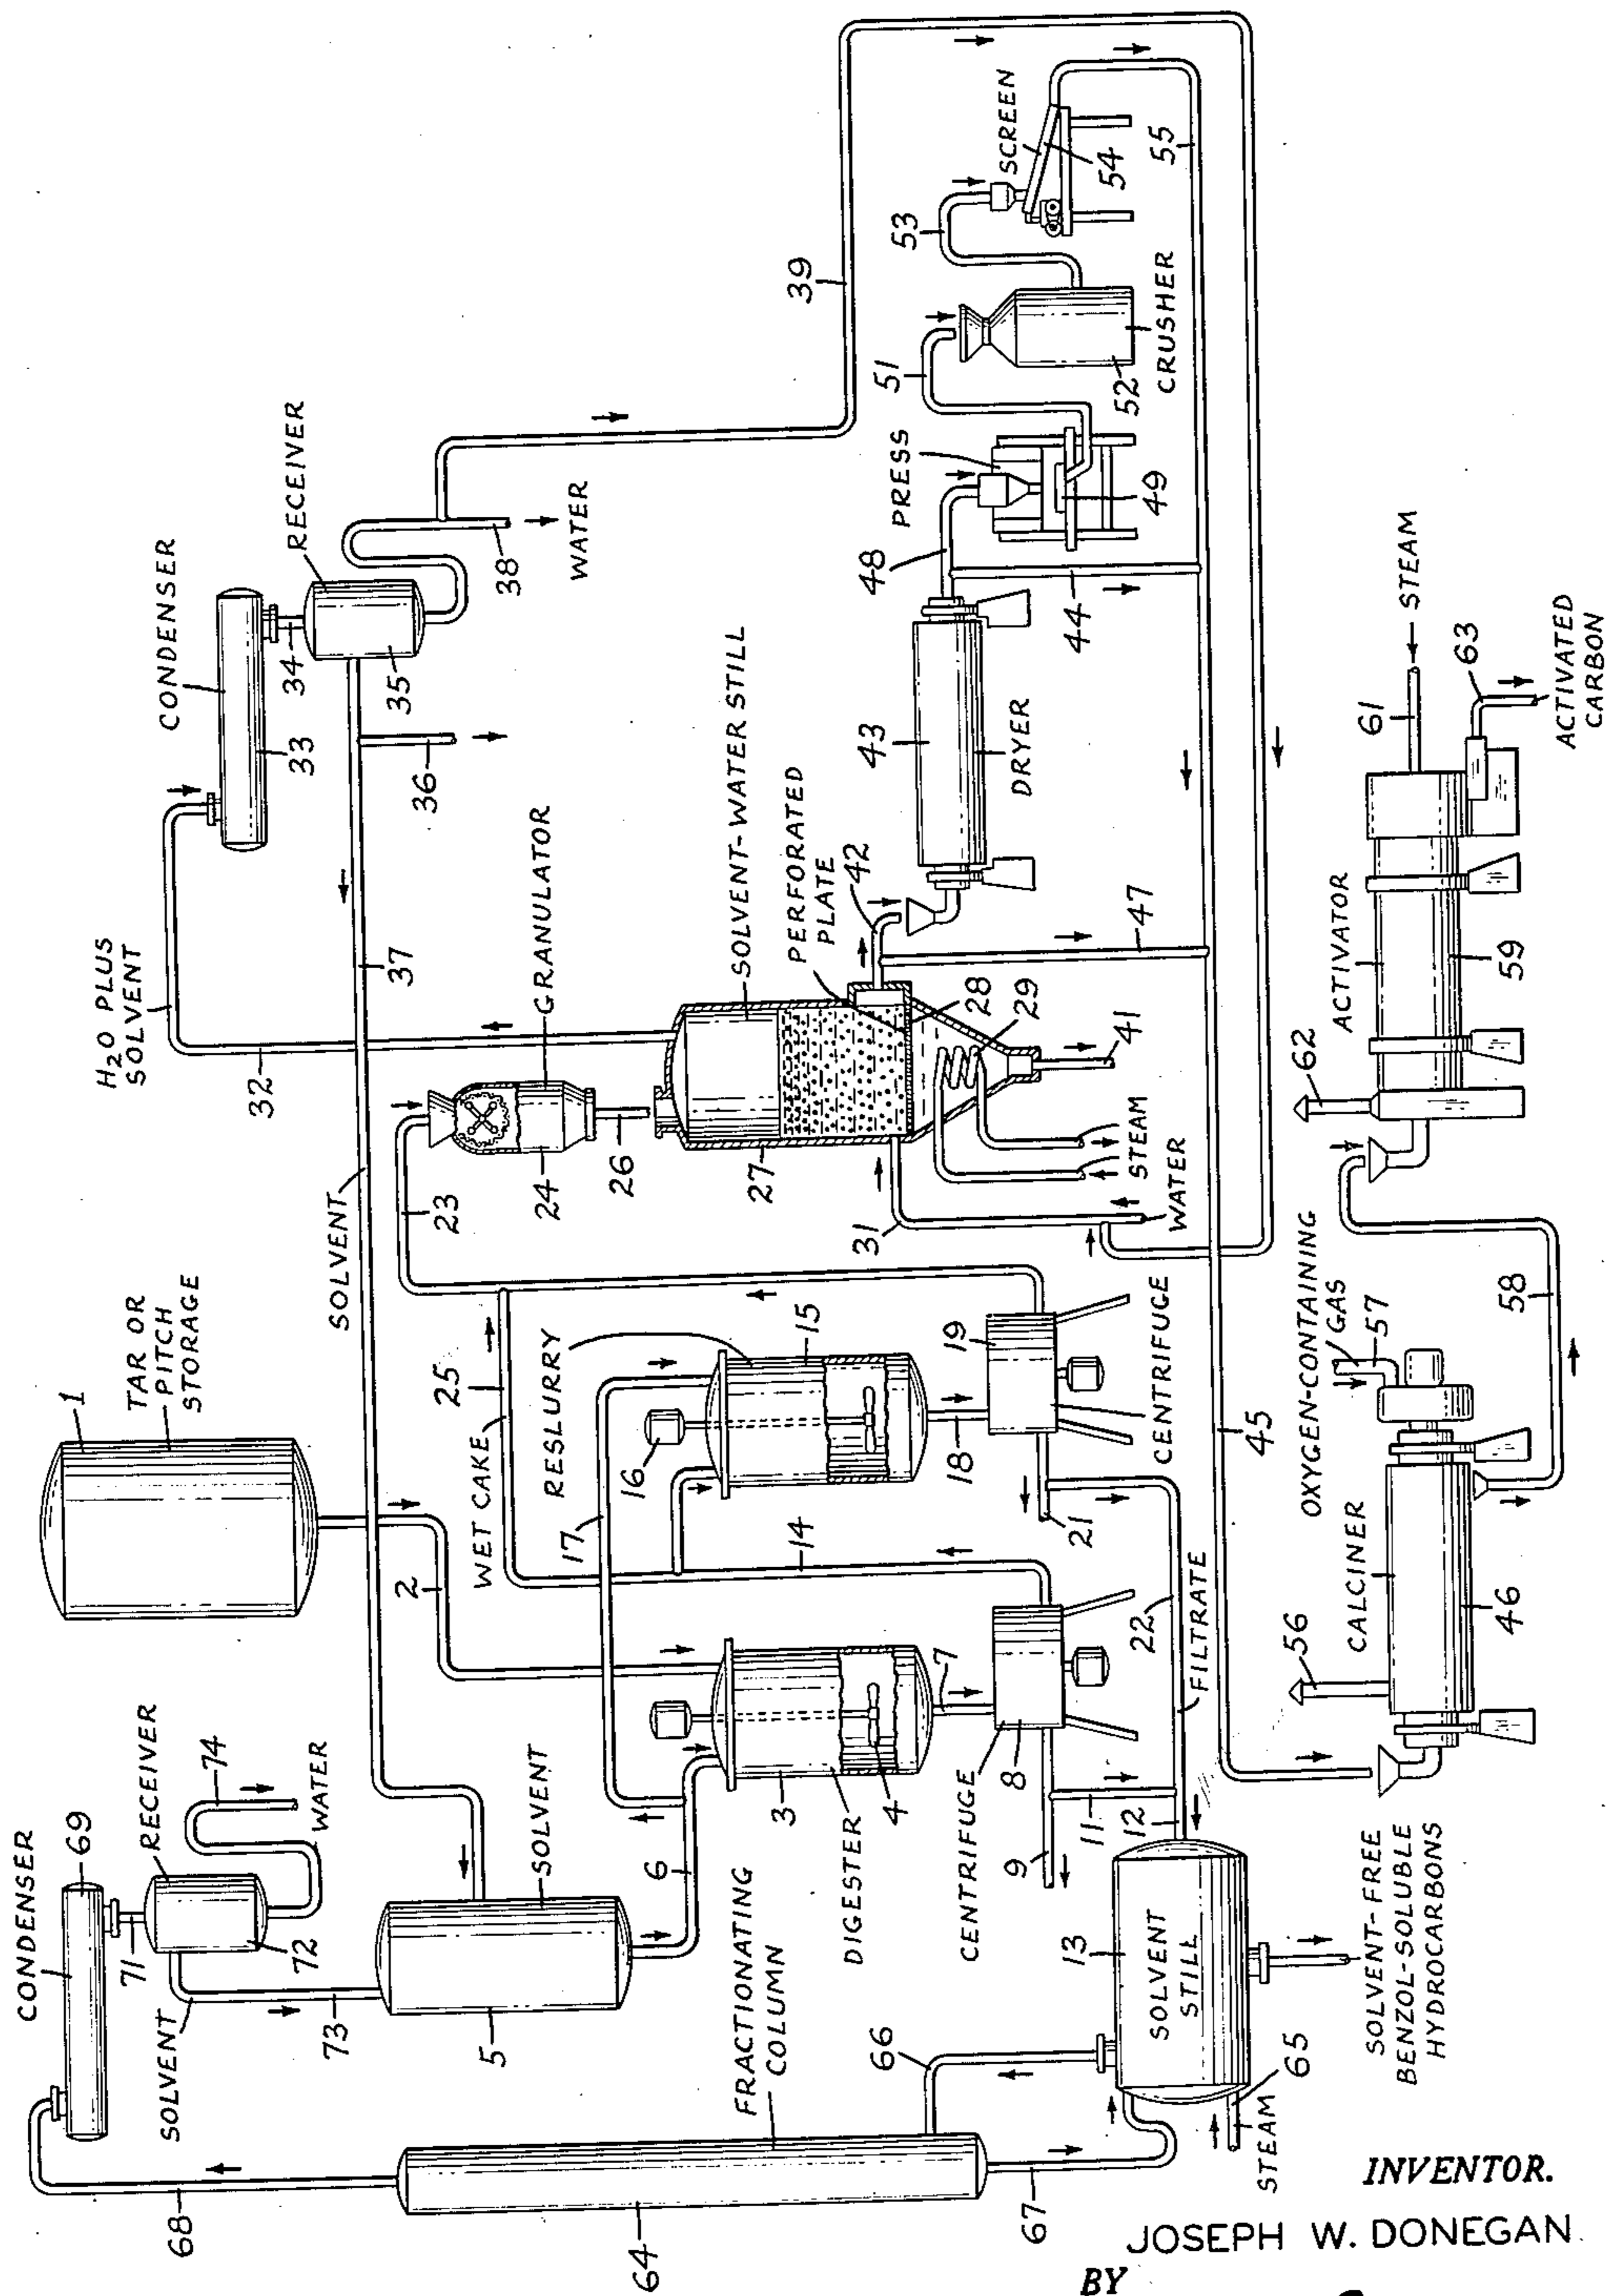 CONDENSER
69
68
71
RECEIVER
72
74
WATER
SOLVENT
73
1
TAR OR
PITCH
STORAGE
2
SOLVENT
37
H2O PLUS
SOLVENT
32
CONDENSER
33
34
RECEIVER
35
36
38
WATER
39
5
SOLVENT
6
FRACTIONATING
COLUMN
64
66
67
3
DIGESTER
4
7
CENTRIFUGE
8
9
11
12
WET CAKE
25
17
14
16
RESLURRY
15
18
19
CENTRIFUGE
21
22
FILTRATE
23
24
GRANULATOR
26
27
SOLVENT-WATER STILL
PERFORATED
PLATE
28
29
31
STEAM
WATER
41
42
47
43
DRYER
44
48
PRESS
49
51
52
CRUSHER
53
SCREEN
54
55
13
SOLVENT
STILL
STEAM
65
SOLVENT-FREE
BENZOL-SOLUBLE
HYDROCARBONS
45
56
CALCINER
46
OXYGEN-CONTAINING
GAS
57
58
62
ACTIVATOR
59
61
STEAM
63
ACTIVATED
CARBON
INVENTOR.
JOSEPH W. DONEGAN
BY